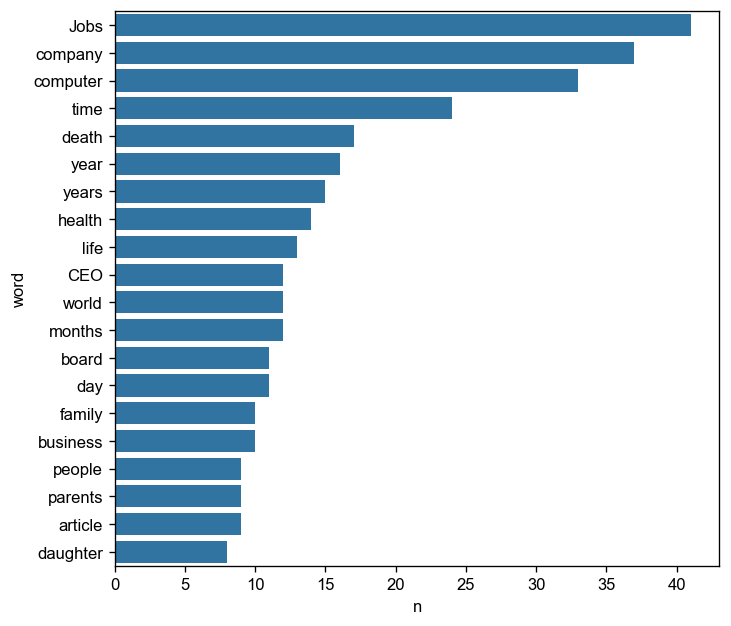 Jobs
company
computer
time
death
year
years
health
life
CEO
world
months
board
day
family
business
people
parents
article
daughter
word
0 5 10 15 20 25 30 35 40
n